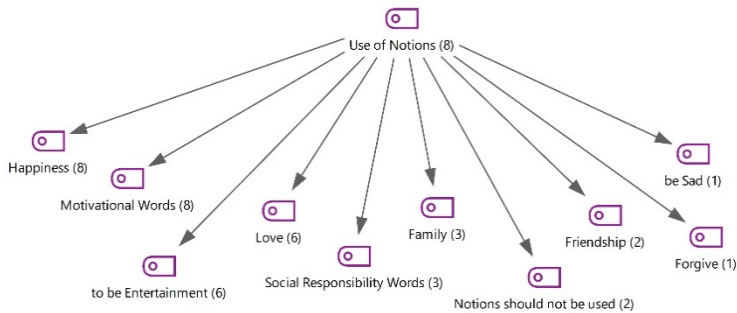 Use of Notions (8)
Happiness (8)
Motivational Words (8)
to be Entertainment (6)
Love (6)
Social Responsibility Words (3)
Family (3)
Notions should not be used (2)
Friendship (2)
Forgive (1)
be Sad (1)